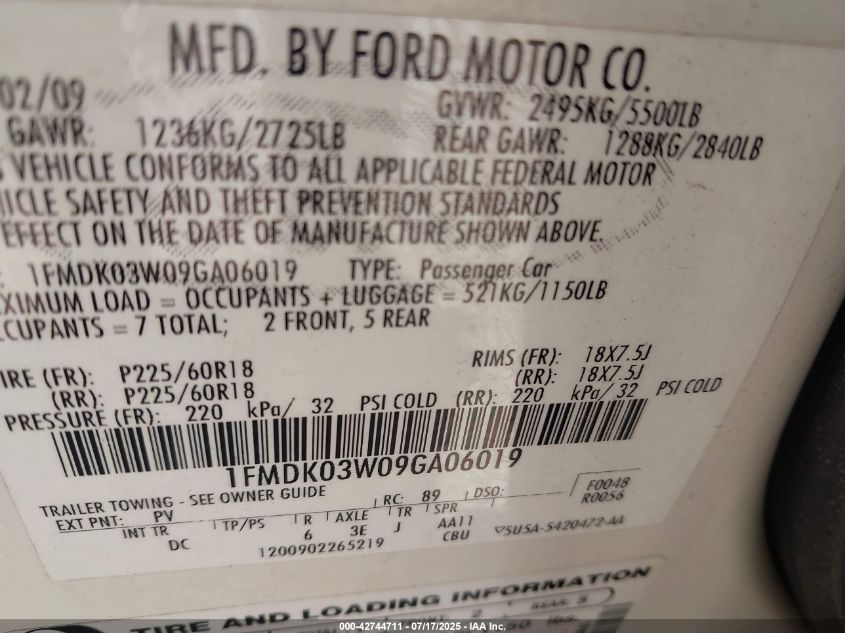 MFD. BY FORD MOTOR CO.
02/09
GVWR: 2495KG/5500LB
GAWR: 1236KG/2725LB REAR GAWR: 1288KG/2840LB
VEHICLE CONFORMS TO ALL APPLICABLE FEDERAL MOTOR
ICLE SAFETY AND THEFT PREVENTION STANDARDS
EFFECT ON THE DATE OF MANUFACTURE SHOWN ABOVE.
: 1FMDK03W09GA06019 TYPE: Passenger Car
XIMUM LOAD = OCCUPANTS + LUGGAGE = 521KG/1150LB
CCUPANTS = 7 TOTAL; 2 FRONT, 5 REAR
IRE (FR): P225/60R18 RIMS (FR): 18X7.5J
(RR): P225/60R18 (RR): 18X7.5J
PRESSURE (FR): 220 kPa/ 32 PSI COLD (RR): 220 kPa/ 32 PSI COLD
1FMDK03W09GA06019
TRAILER TOWING - SEE OWNER GUIDE RC: 89 DSO: F0048
EXT PNT: PV R0056
INT TR TP/PS R AXLE TR SPR
DC 6 3E J AA11 ▽5U5A-5420472-AA
1200902265219 CBU
TIRE AND LOADING INFORMATION
2 REAR: 5
lbs.
000-42744711 - 07/17/2025 - IAA Inc.